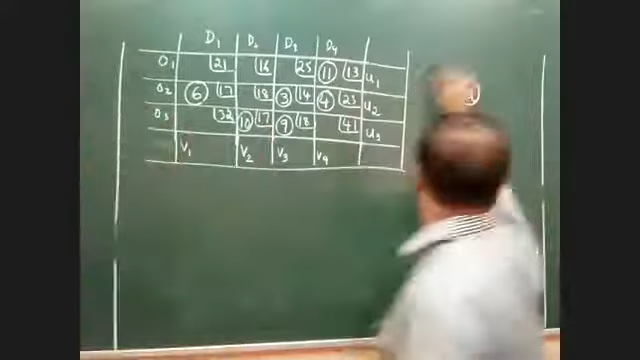 D1 D2 D3 D4
O1 21 16 25 11 13 u1
O2 6 17 18 3 14 4 23 u2
O3 32 10 17 9 18 41 u3
v1 v2 v3 v4